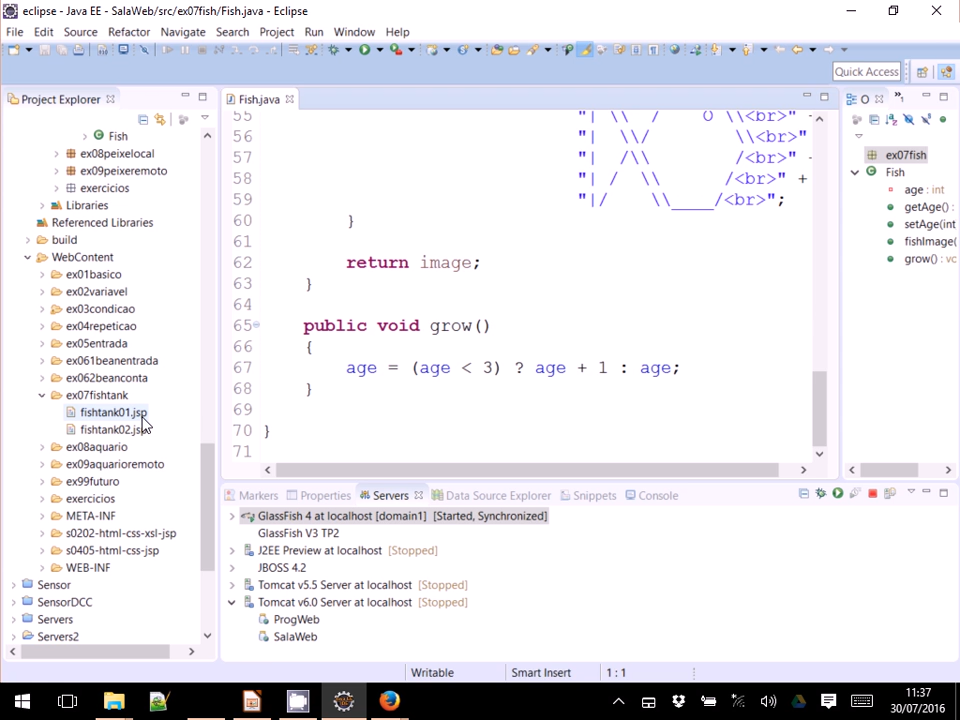 eclipse - Java EE - SalaWeb/src/ex07fish/Fish.java - Eclipse
File Edit Source Refactor Navigate Search Project Run Window Help
Quick Access
Project Explorer
Fish
ex08peixelocal
ex09peixeremoto
exercicios
Libraries
Referenced Libraries
build
WebContent
ex01basico
ex02variavel
ex03condicao
ex04repeticao
ex05entrada
ex061beanentrada
ex062beanconta
ex07fishtank
fishtank01.jsp
fishtank02.jsp
ex08aquario
ex09aquarioremoto
ex99futuro
exercicios
META-INF
s0202-html-css-xsl-jsp
s0405-html-css-jsp
WEB-INF
Sensor
SensorDCC
Servers
Servers2
Fish.java
55 "| \\ / O \\<br>" -
56 "| \\/ \\<br>" +
57 "| /\\ /<br>" -
58 "| / \\ /<br>" +
59 "|/ \\____/<br>";
60 }
61
62 return image;
63 }
64
65 public void grow()
66 {
67 age = (age < 3) ? age + 1 : age;
68 }
69
70 }
71
Markers Properties Servers Data Source Explorer Snippets Console
GlassFish 4 at localhost [domain1] [Started, Synchronized]
GlassFish V3 TP2
J2EE Preview at localhost [Stopped]
JBOSS 4.2
Tomcat v5.5 Server at localhost [Stopped]
Tomcat v6.0 Server at localhost [Stopped]
ProgWeb
SalaWeb
O »1
ex07fish
Fish
age : int
getAge() :
setAge(int
fishImage(
grow() : vc
Writable Smart Insert 1 : 1
11:37
30/07/2016